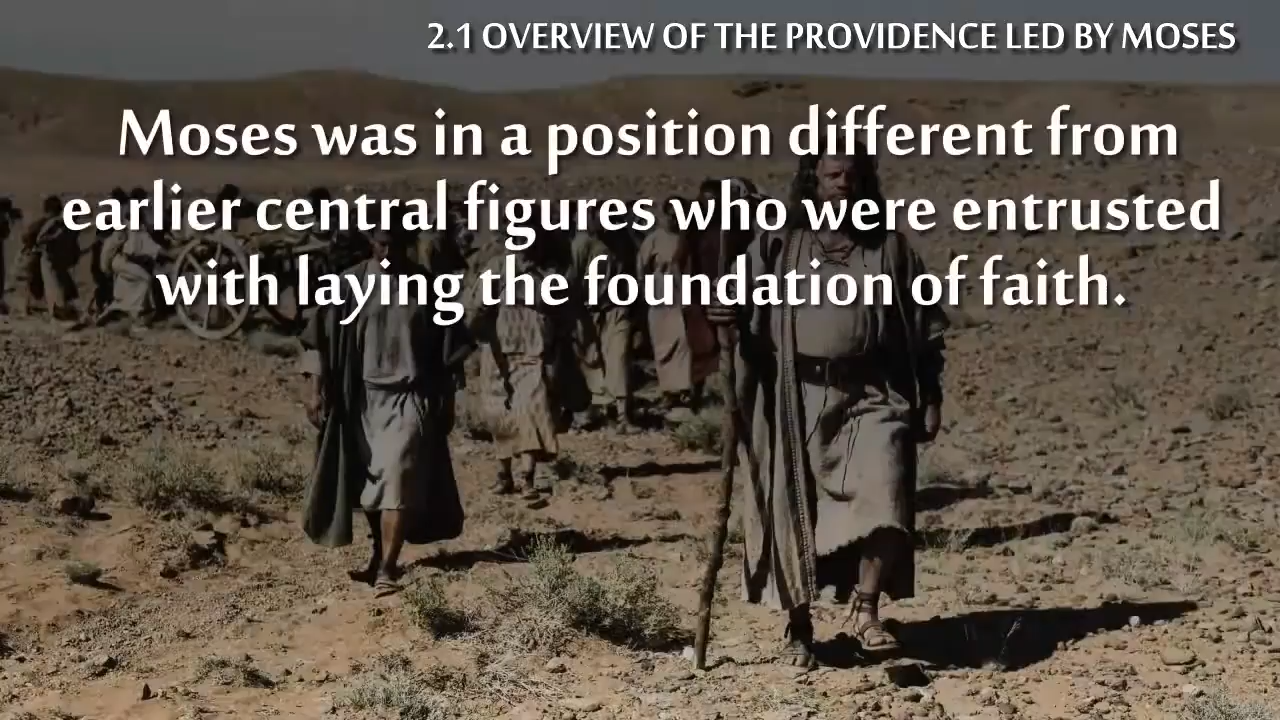 2.1 OVERVIEW OF THE PROVIDENCE LED BY MOSES
Moses was in a position different from
earlier central figures who were entrusted
with laying the foundation of faith.